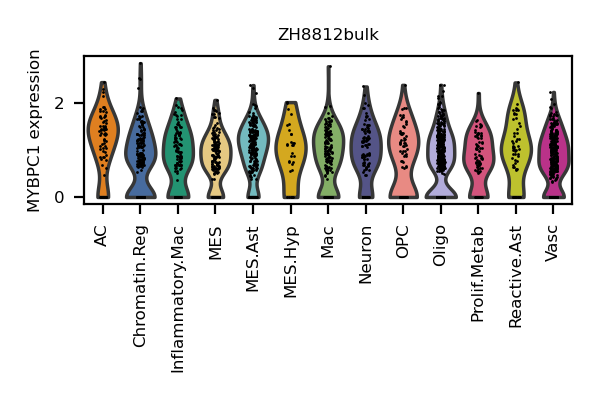 ZH8812bulk
MYBPC1 expression
2
0
AC
Chromatin.Reg
Inflammatory.Mac
MES
MES.Ast
MES.Hyp
Mac
Neuron
OPC
Oligo
Prolif.Metab
Reactive.Ast
Vasc